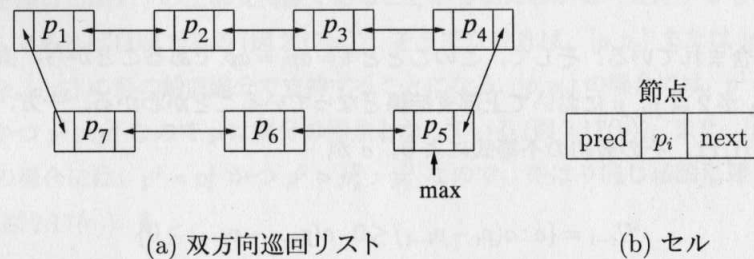 p1 p2 p3 p4
p7 p6 p5
max
節点
pred pi next
(a) 双方向巡回リスト
(b) セル